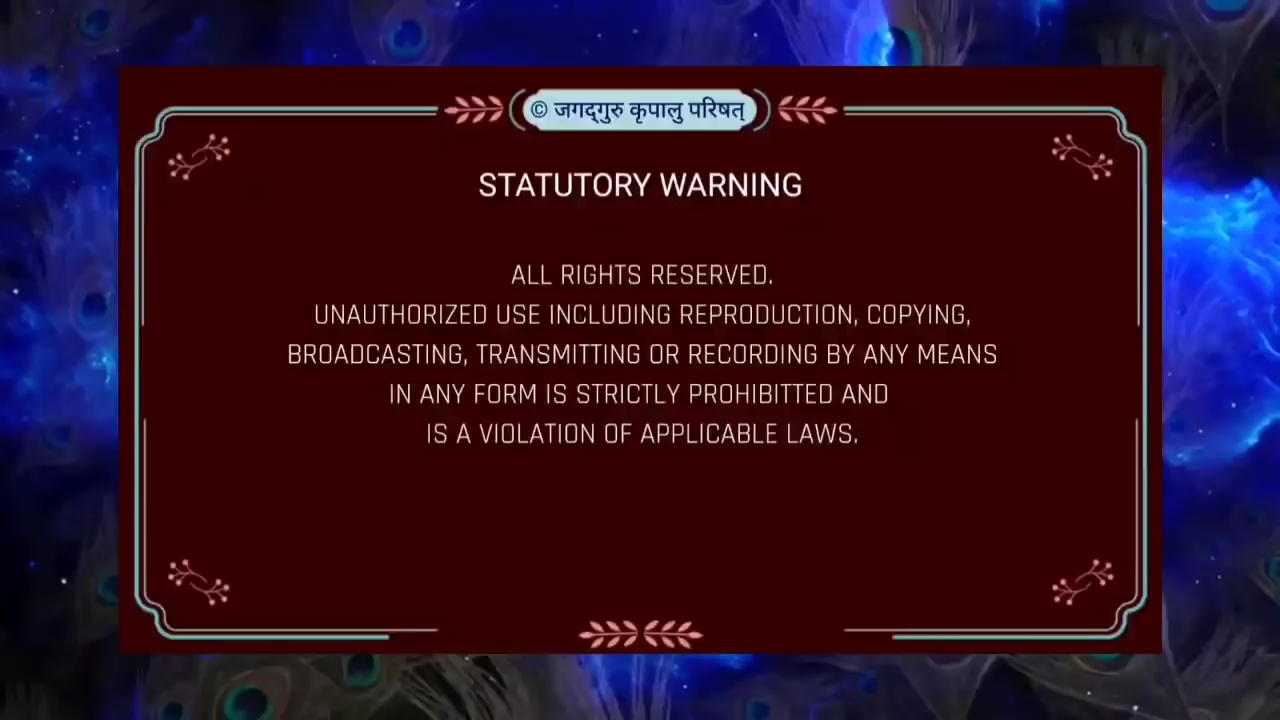 © जगद्गुरु कृपालु परिषत्
STATUTORY WARNING
ALL RIGHTS RESERVED.
UNAUTHORIZED USE INCLUDING REPRODUCTION, COPYING,
BROADCASTING, TRANSMITTING OR RECORDING BY ANY MEANS
IN ANY FORM IS STRICTLY PROHIBITTED AND
IS A VIOLATION OF APPLICABLE LAWS.